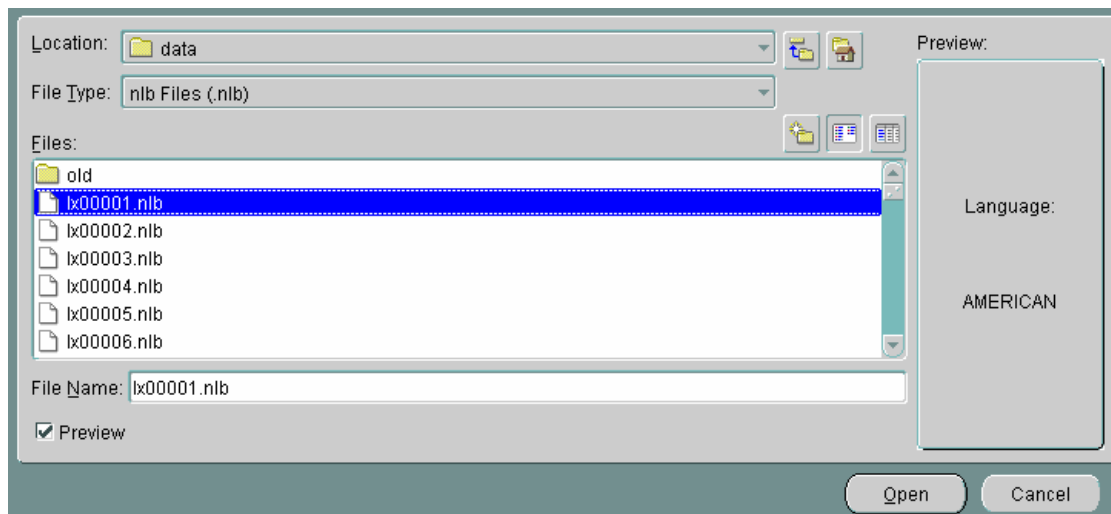 Location: data
Preview:
File Type: nlb Files (.nlb)
Files:
old
lx00001.nlb
lx00002.nlb
lx00003.nlb
lx00004.nlb
lx00005.nlb
lx00006.nlb
Language:
AMERICAN
File Name: lx00001.nlb
Preview
Open Cancel